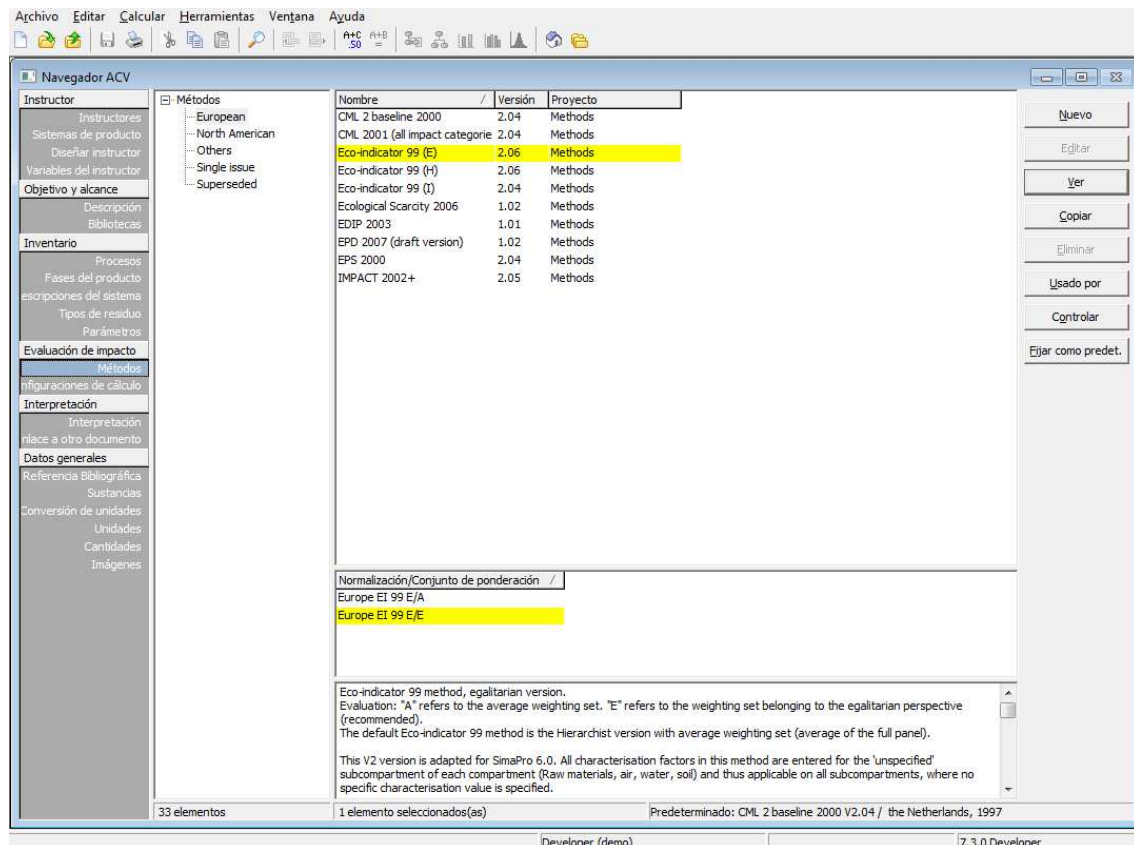 Archivo Editar Calcular Herramientas Ventana Ayuda
A+C .50 A+B =
Navegador ACV
Instructor
Instructores
Sistemas de producto
Diseñar instructor
Variables del instructor
Objetivo y alcance
Descripción
Bibliotecas
Inventario
Procesos
Fases del producto
escripciones del sistema
Tipos de residuo
Parámetros
Evaluación de impacto
Métodos
nfiguraciones de cálculo
Interpretación
Interpretación
nlace a otro documento
Datos generales
Referencia Bibliográfica
Sustancias
Conversión de unidades
Unidades
Cantidades
Imágenes
Métodos
European
North American
Others
Single issue
Superseded
Nombre / Versión Proyecto
CML 2 baseline 2000 2.04 Methods
CML 2001 (all impact categorie 2.04 Methods
Eco-indicator 99 (E) 2.06 Methods
Eco-indicator 99 (H) 2.06 Methods
Eco-indicator 99 (I) 2.04 Methods
Ecological Scarcity 2006 1.02 Methods
EDIP 2003 1.01 Methods
EPD 2007 (draft version) 1.02 Methods
EPS 2000 2.04 Methods
IMPACT 2002+ 2.05 Methods
Nuevo
Editar
Ver
Copiar
Eliminar
Usado por
Controlar
Fijar como predet.
Normalización/Conjunto de ponderación /
Europe EI 99 E/A
Europe EI 99 E/E
Eco-indicator 99 method, egalitarian version.
Evaluation: "A" refers to the average weighting set. "E" refers to the weighting set belonging to the egalitarian perspective
(recommended).
The default Eco-indicator 99 method is the Hierarchist version with average weighting set (average of the full panel).
This V2 version is adapted for SimaPro 6.0. All characterisation factors in this method are entered for the 'unspecified'
subcompartment of each compartment (Raw materials, air, water, soil) and thus applicable on all subcompartments, where no
specific characterisation value is specified.
33 elementos 1 elemento seleccionados(as) Predeterminado: CML 2 baseline 2000 V2.04 / the Netherlands, 1997
Developer (demo) 7.3.0 Developer